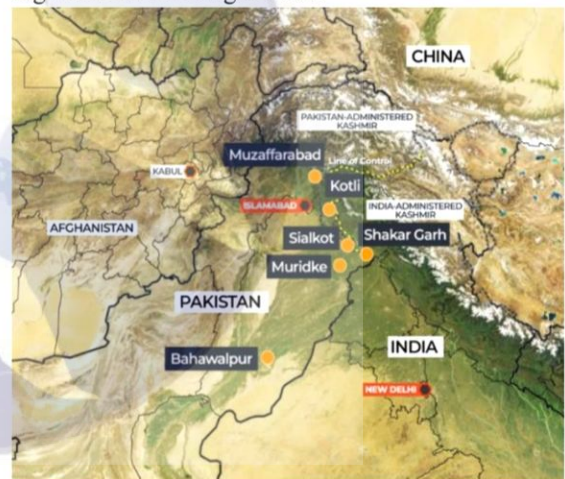 CHINA
PAKISTAN-ADMINISTERED
KASHMIR
Muzaffarabad
Line of Control
KABUL
Kotli
ISLAMABAD
INDIA-ADMINISTERED
KASHMIR
AFGHANISTAN
Sialkot
Shakar Garh
Muridke
PAKISTAN
INDIA
Bahawalpur
NEW DELHI